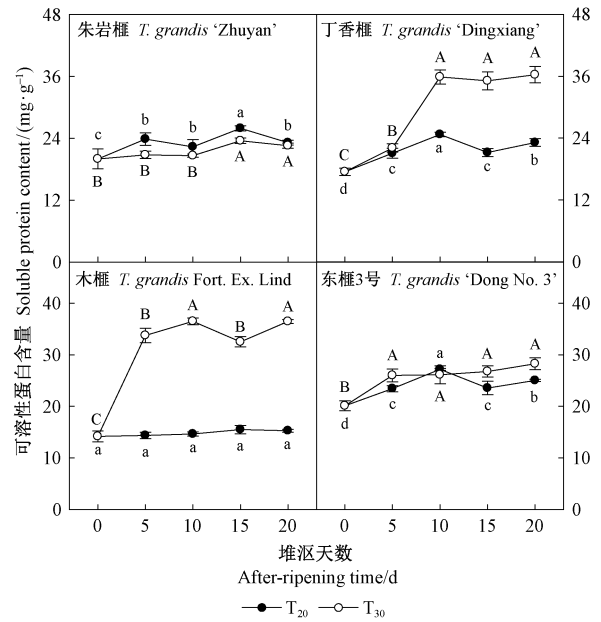 朱岩榧 T. grandis ‘Zhuyan’
丁香榧 T. grandis ‘Dingxiang’
48
36
24
12
0
c
b
b
a
b
B
B
B
A
A
48
36
24
12
0
C
B
A
A
A
d
c
a
c
b
木榧 T. grandis Fort. Ex. Lind
东榧3号 T. grandis ‘Dong No. 3’
40
30
20
10
0
C
B
A
B
A
a
a
a
a
a
40
30
20
10
0
B
A
a
A
A
d
c
A
c
b
0 5 10 15 20
0 5 10 15 20
可溶性蛋白含量 Soluble protein content/(mg·g⁻¹)
堆沤天数
After-ripening time/d
T₂₀ T₃₀